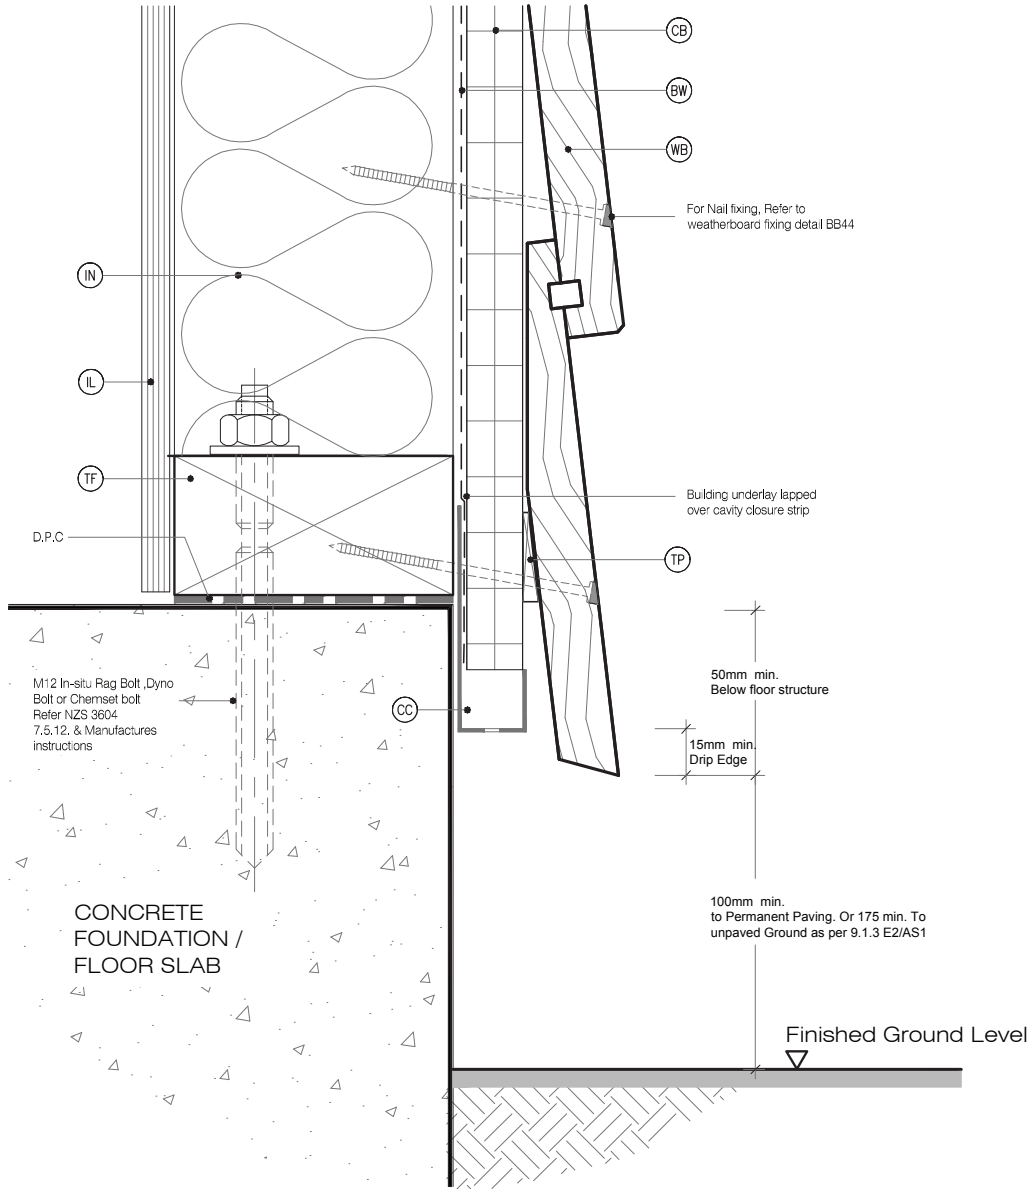 CB
BW
WB
For Nail fixing, Refer to
weatherboard fixing detail BB44
IN
IL
TF
Building underlay lapped
over cavity closure strip
D.P.C
TP
M12 In-situ Rag Bolt ,Dyno
Bolt or Chemset bolt
Refer NZS 3604
7.5.12. & Manufactures
instructions
50mm min.
Below floor structure
CC
15mm min.
Drip Edge
100mm min.
to Permanent Paving. Or 175 min. To
unpaved Ground as per 9.1.3 E2/AS1
CONCRETE
FOUNDATION /
FLOOR SLAB
Finished Ground Level